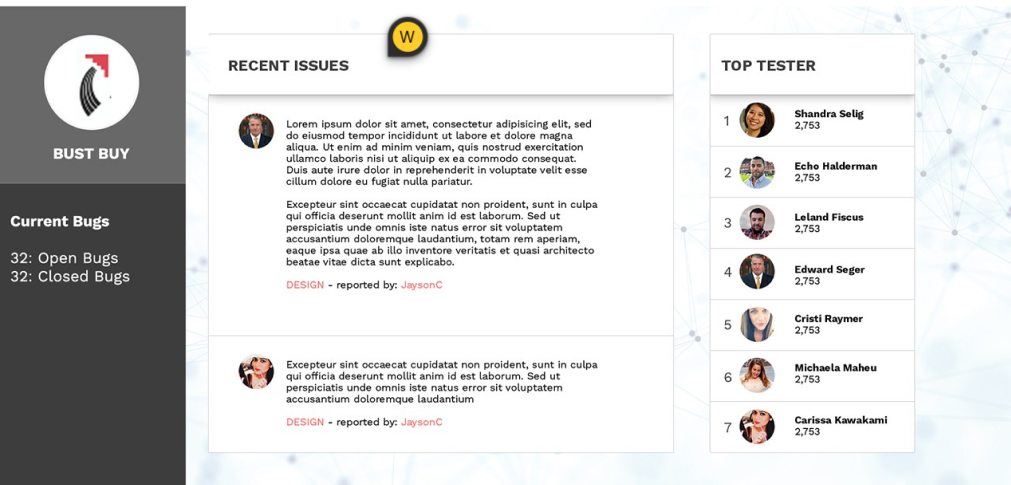 BUST BUY
Current Bugs
32: Open Bugs
32: Closed Bugs
W
RECENT ISSUES
Lorem ipsum dolor sit amet, consectetur adipisicing elit, sed
do eiusmod tempor incididunt ut labore et dolore magna
aliqua. Ut enim ad minim veniam, quis nostrud exercitation
ullamco laboris nisi ut aliquip ex ea commodo consequat.
Duis aute irure dolor in reprehenderit in voluptate velit esse
cillum dolore eu fugiat nulla pariatur.
Excepteur sint occaecat cupidatat non proident, sunt in culpa
qui officia deserunt mollit anim id est laborum. Sed ut
perspiciatis unde omnis iste natus error sit voluptatem
accusantium doloremque laudantium, totam rem aperiam,
eaque ipsa quae ab illo inventore veritatis et quasi architecto
beatae vitae dicta sunt explicabo.
DESIGN - reported by: JaysonC
Excepteur sint occaecat cupidatat non proident, sunt in culpa
qui officia deserunt mollit anim id est laborum. Sed ut
perspiciatis unde omnis iste natus error sit voluptatem
accusantium doloremque laudantium
DESIGN - reported by: JaysonC
TOP TESTER
1 Shandra Selig
2,753
2 Echo Halderman
2,753
3 Leland Fiscus
2,753
4 Edward Seger
2,753
5 Cristi Raymer
2,753
6 Michaela Maheu
2,753
7 Carissa Kawakami
2,753